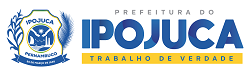 IPOJUCA
PERNAMBUCO
PREFEITURA DO
IPOJUCA
TRABALHO DE VERDADE